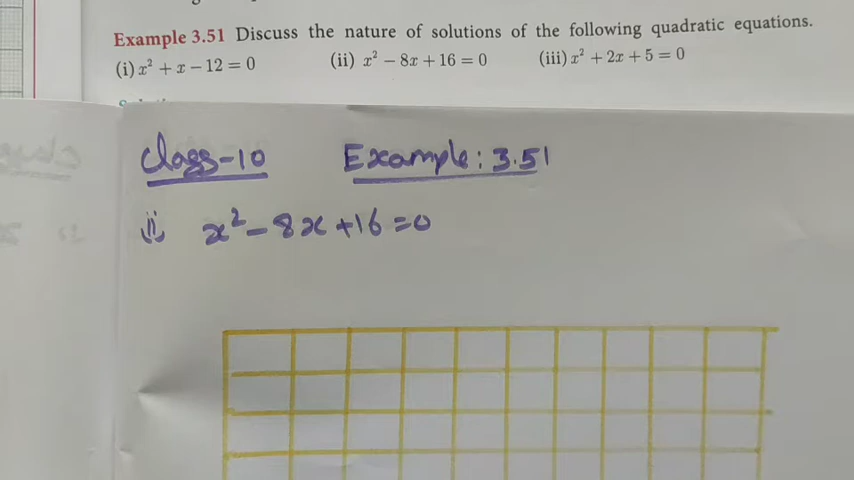 Example 3.51 Discuss the nature of solutions of the following quadratic equations.
(i) x² + x − 12 = 0 (ii) x² − 8x + 16 = 0 (iii) x² + 2x + 5 = 0
Class-10 Example: 3.51
ii) x² - 8x + 16 = 0